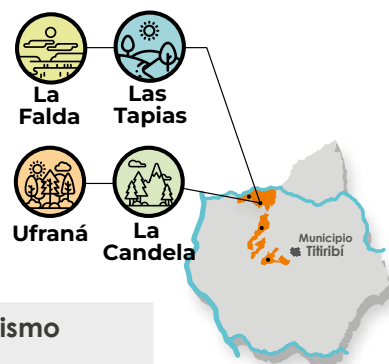 La
Falda
Las
Tapias
Ufraná
La
Candela
Municipio
Titiribí
ismo